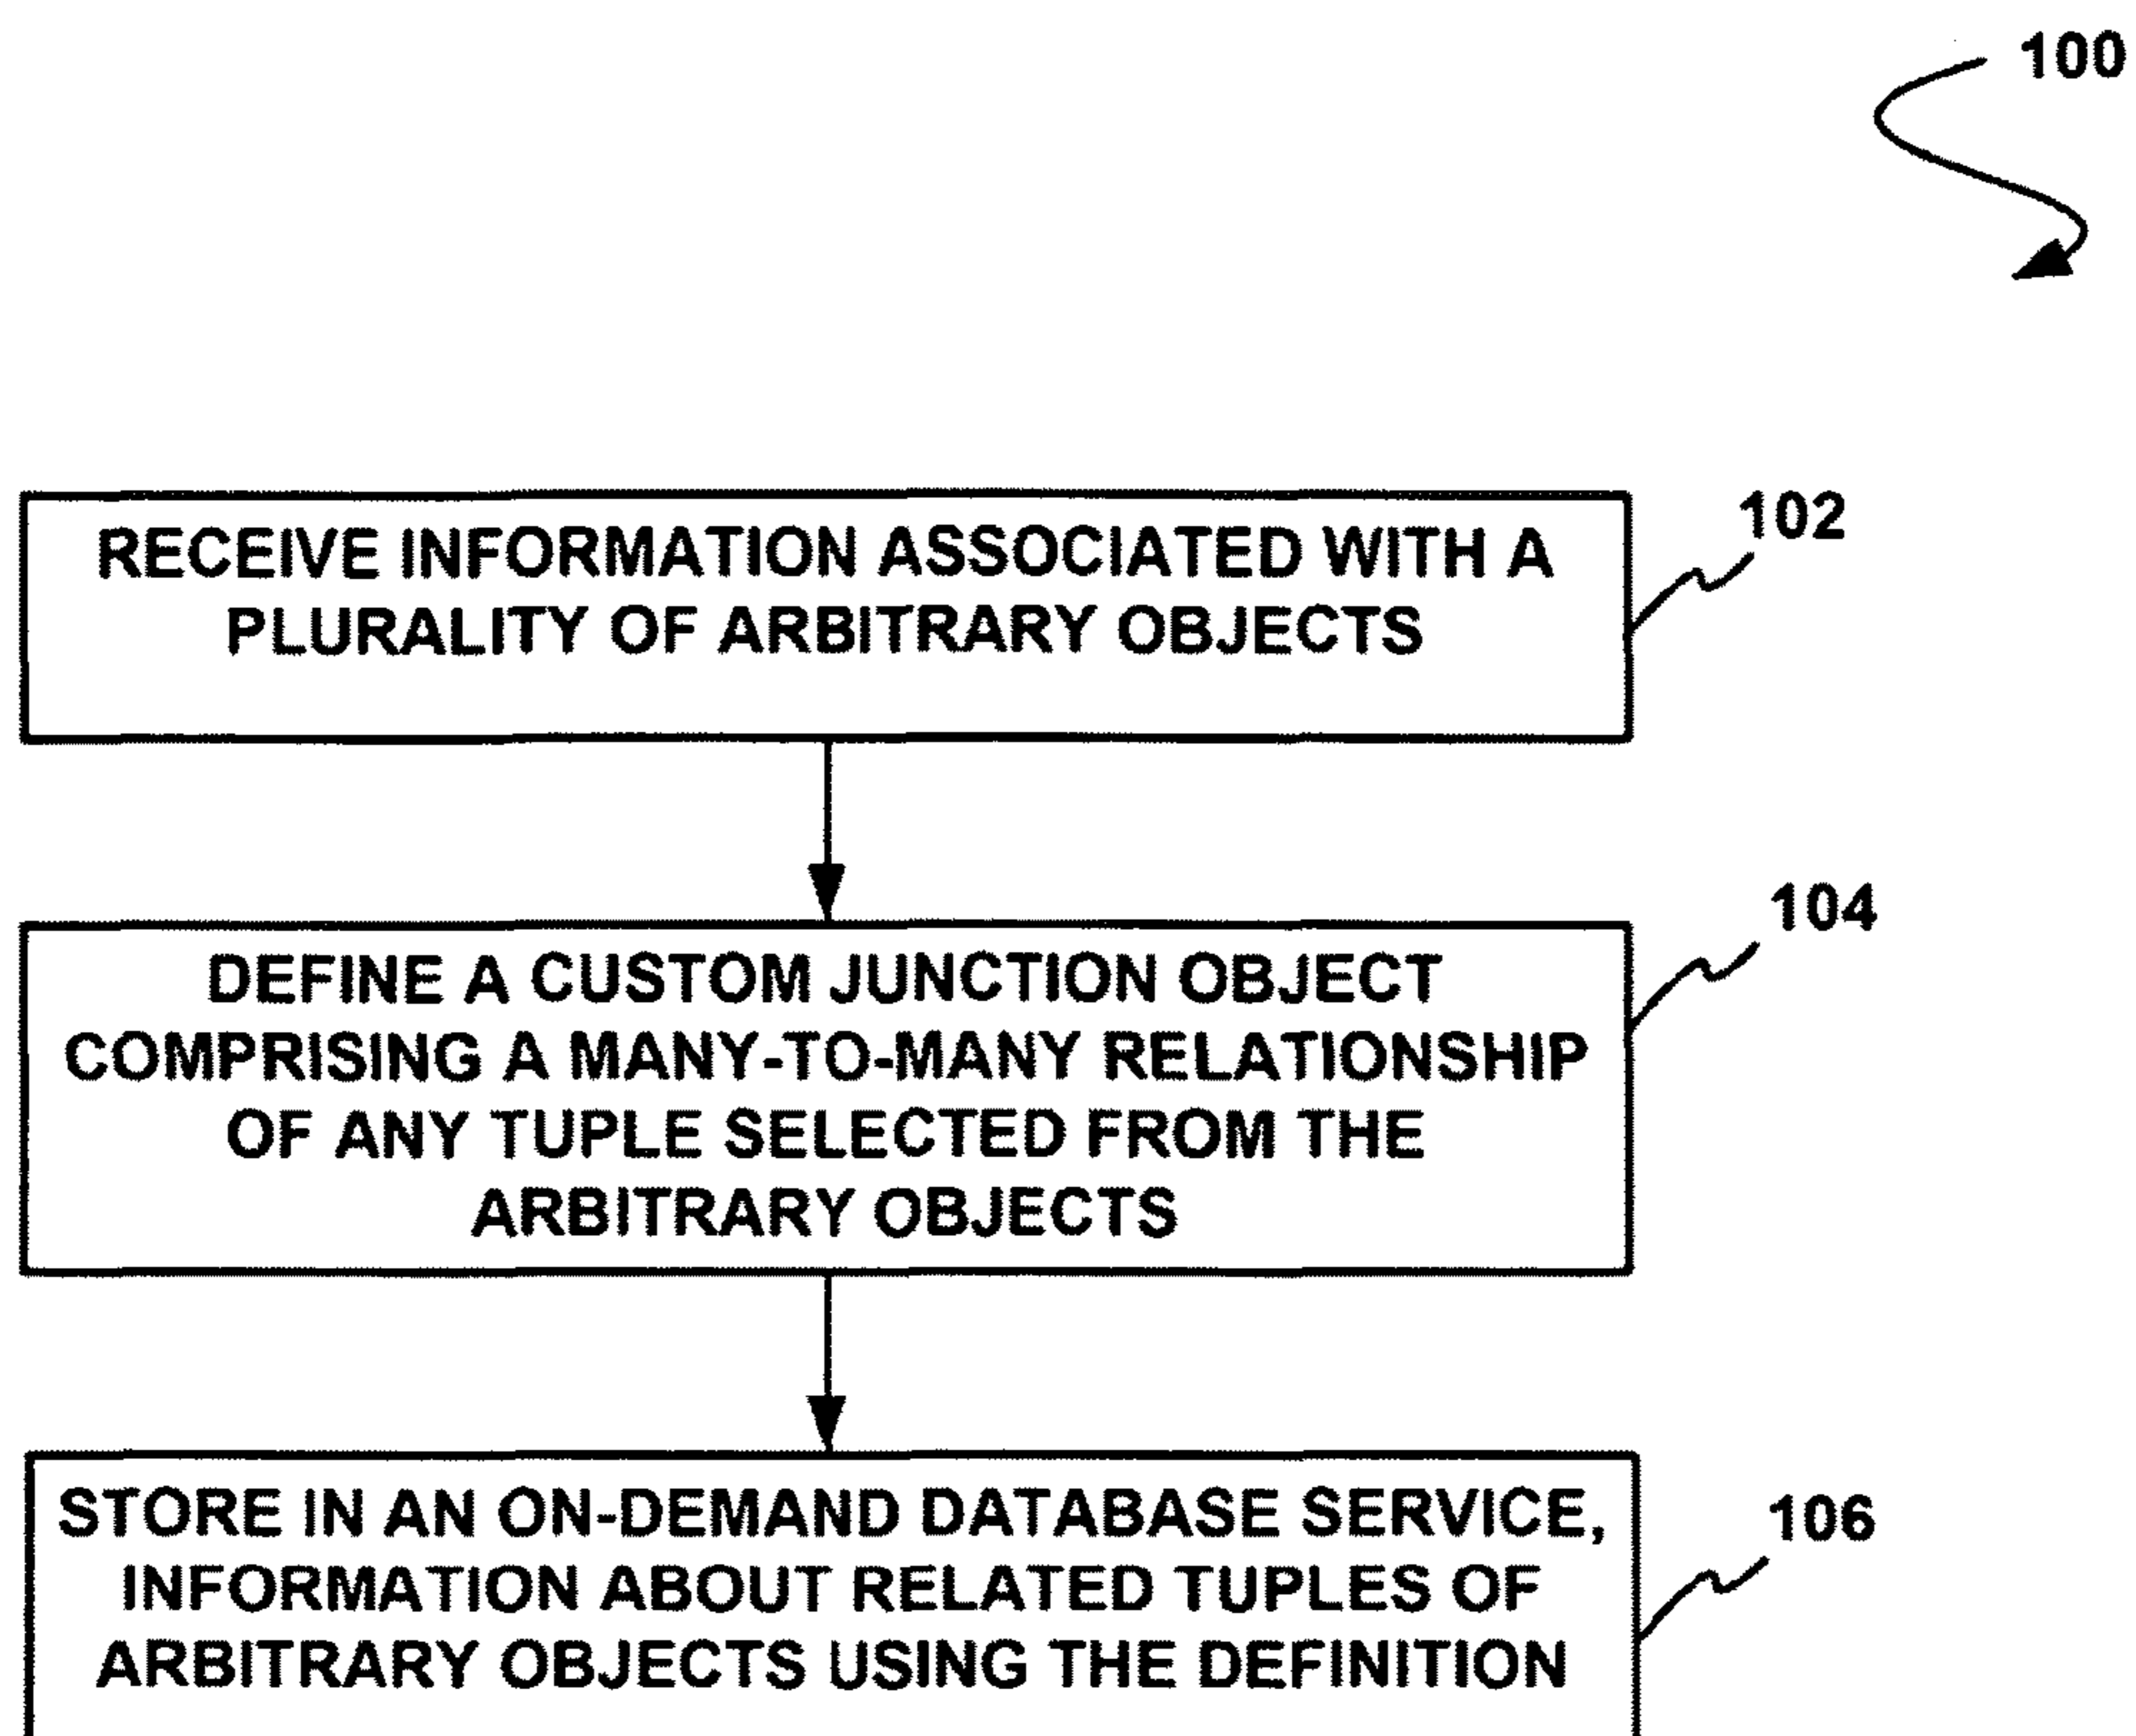 100
RECEIVE INFORMATION ASSOCIATED WITH A
PLURALITY OF ARBITRARY OBJECTS
102
DEFINE A CUSTOM JUNCTION OBJECT
COMPRISING A MANY-TO-MANY RELATIONSHIP
OF ANY TUPLE SELECTED FROM THE
ARBITRARY OBJECTS
104
STORE IN AN ON-DEMAND DATABASE SERVICE,
INFORMATION ABOUT RELATED TUPLES OF
ARBITRARY OBJECTS USING THE DEFINITION
106